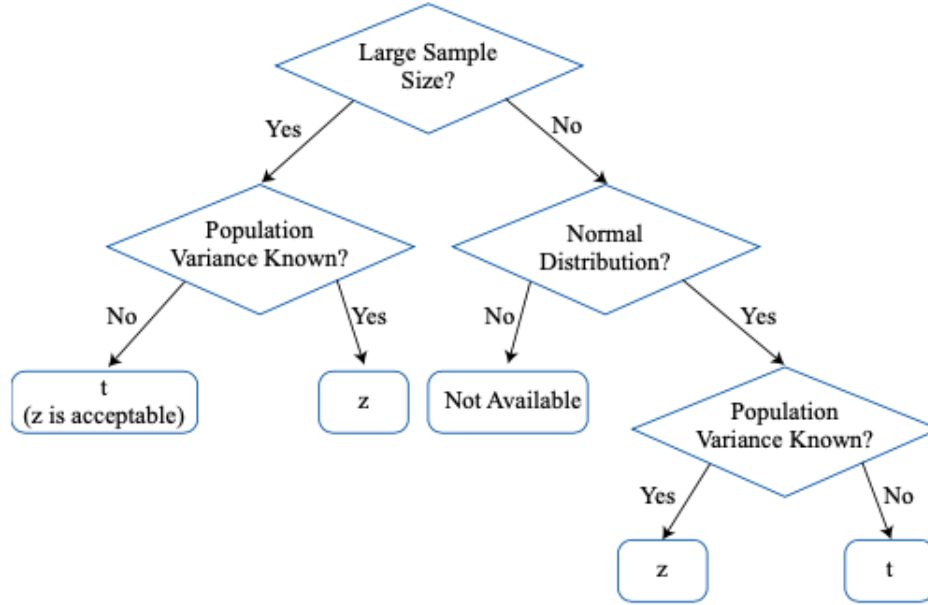 Large Sample
Size?
Yes
No
Population
Variance Known?
Normal
Distribution?
No
Yes
No
Yes
t
(z is acceptable)
z
Not Available
Population
Variance Known?
Yes
No
z
t